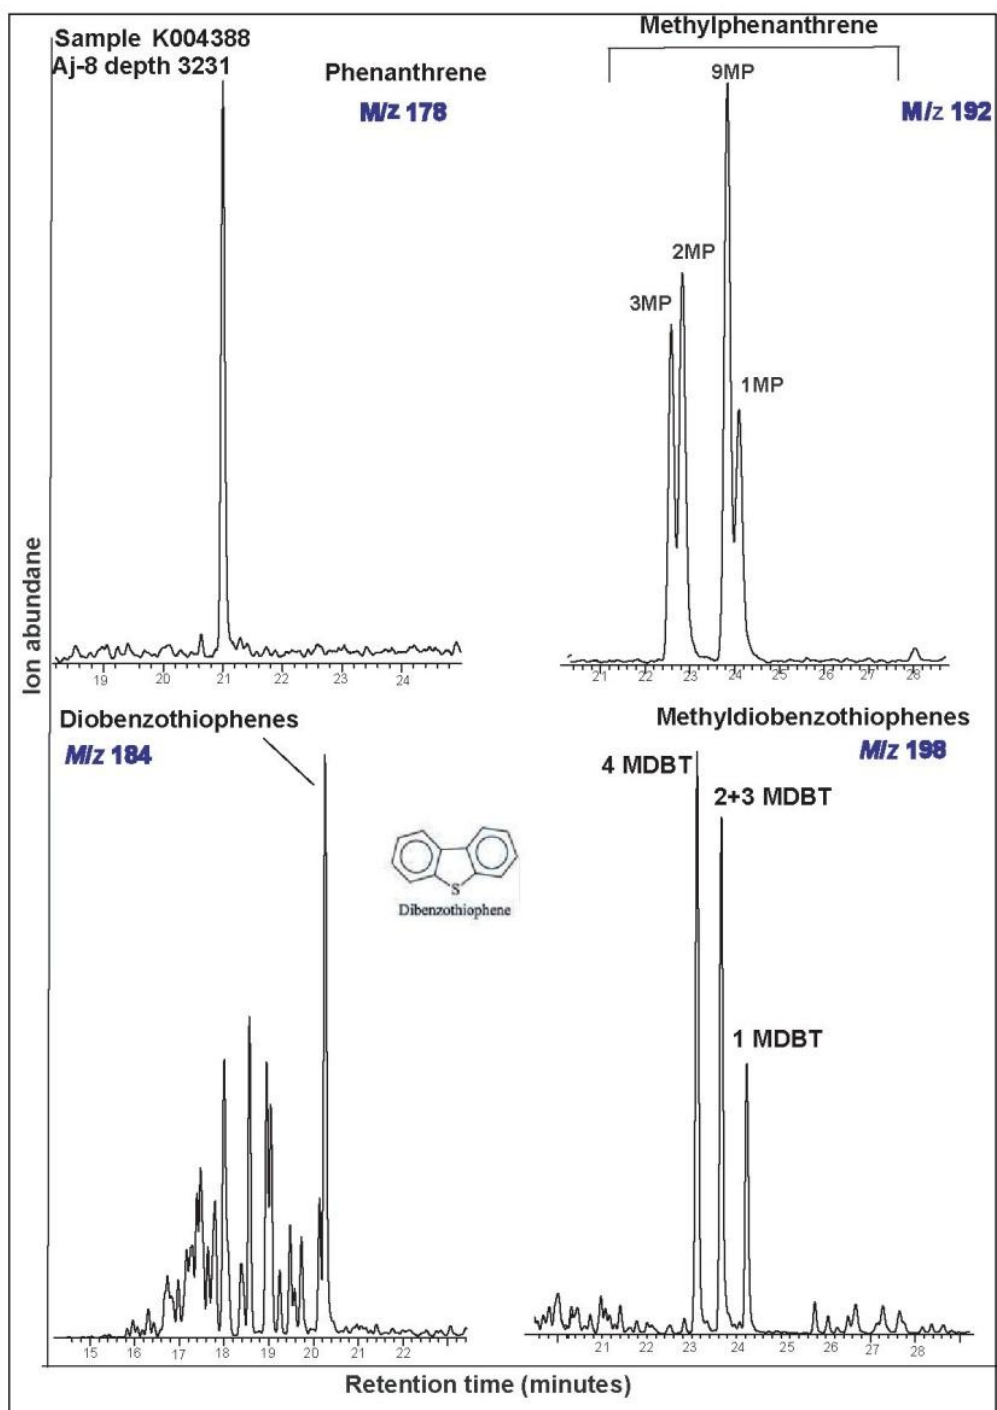 Sample K004388
Aj-8 depth 3231
Phenanthrene
M/z 178
19 20 21 22 23 24
Methylphenanthrene
M/z 192
9MP
2MP
3MP
1MP
21 22 23 24 25 26 27 28
Ion abundane
Diobenzothiophenes
M/z 184
Dibenzothiophene
S
15 16 17 18 19 20 21 22
Methyldiobenzothiophenes
M/z 198
4 MDBT
2+3 MDBT
1 MDBT
21 22 23 24 25 26 27 28
Retention time (minutes)